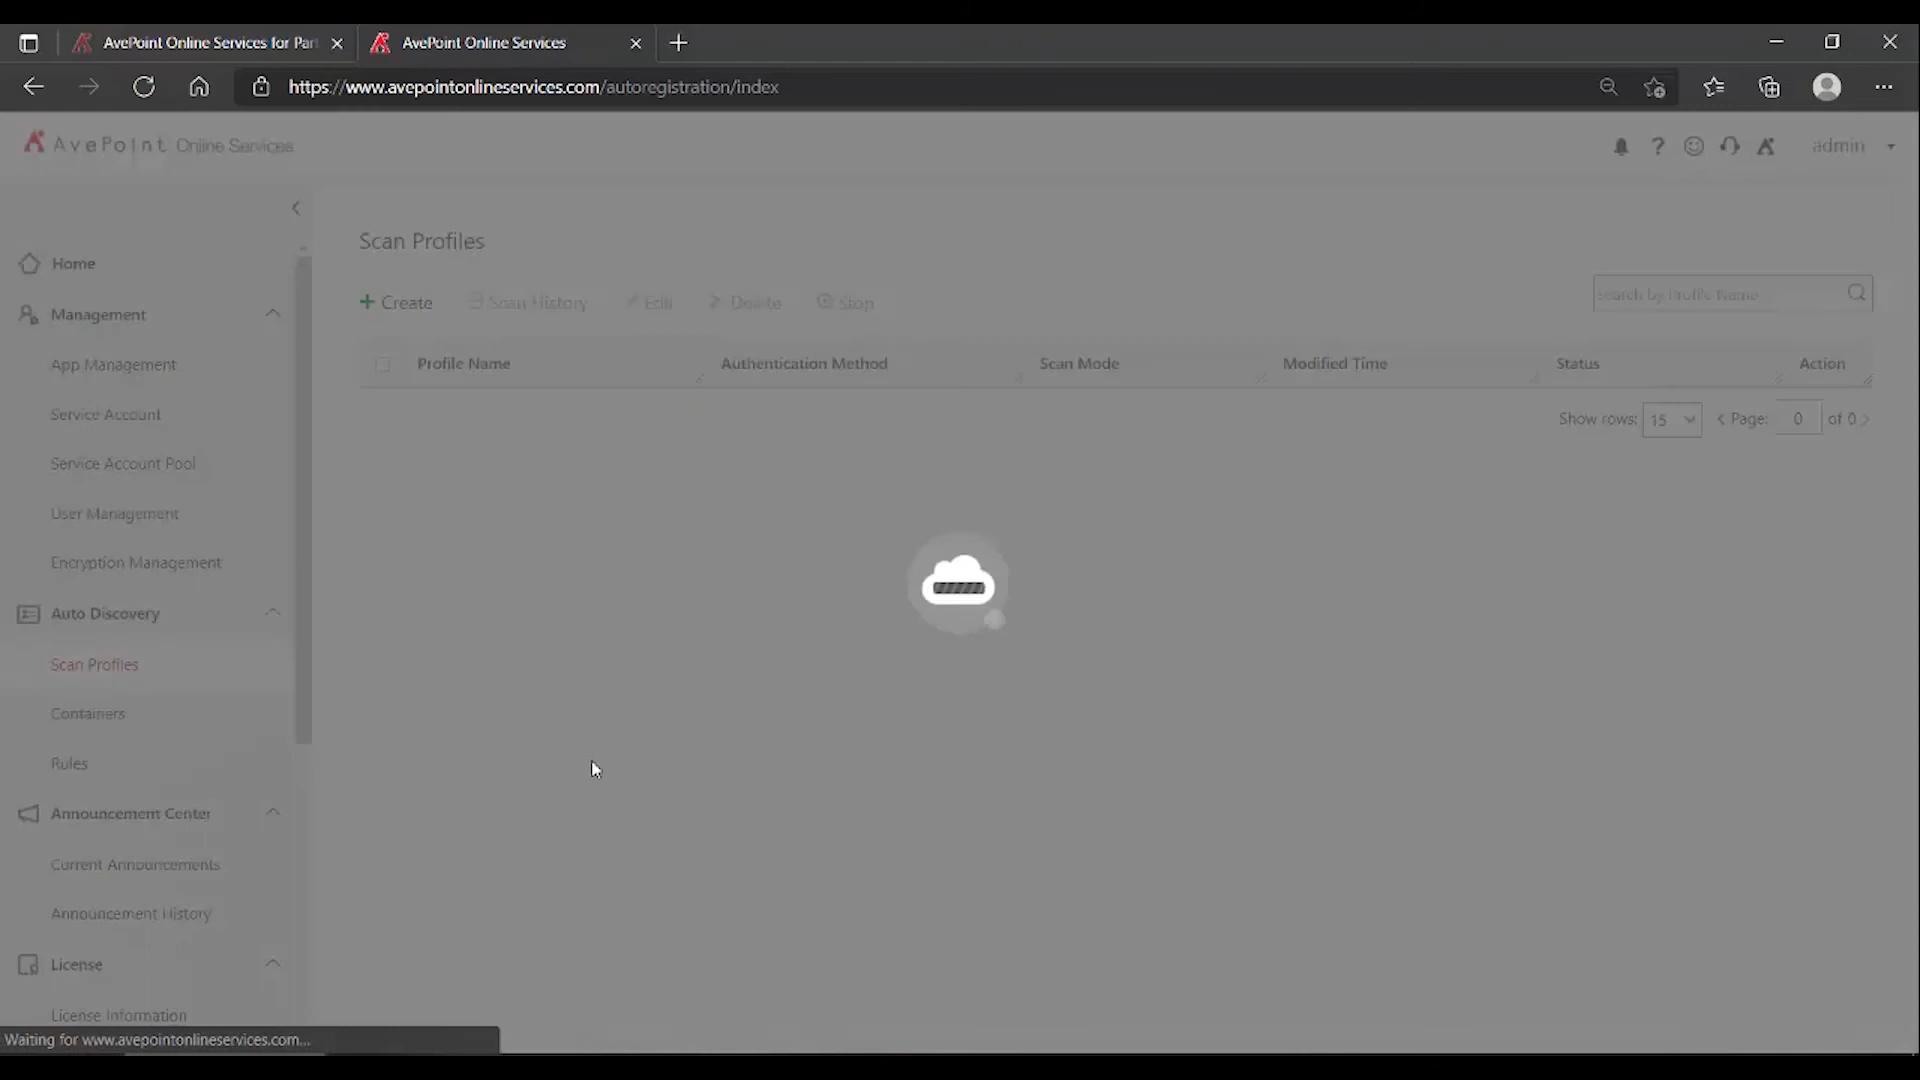 AvePoint Online Services for Par
AvePoint Online Services
https://www.avepointonlineservices.com/autoregistration/index
AvePoint Online Services
admin
Scan Profiles
Create
Scan History
Edit
Delete
Stop
Search by Profile Name
Profile Name
Authentication Method
Scan Mode
Modified Time
Status
Action
Show rows: 15
Page: 0 of 0
Home
Management
App Management
Service Account
Service Account Pool
User Management
Encryption Management
Auto Discovery
Scan Profiles
Containers
Rules
Announcement Center
Current Announcements
Announcement History
License
License Information
Waiting for www.avepointonlineservices.com...